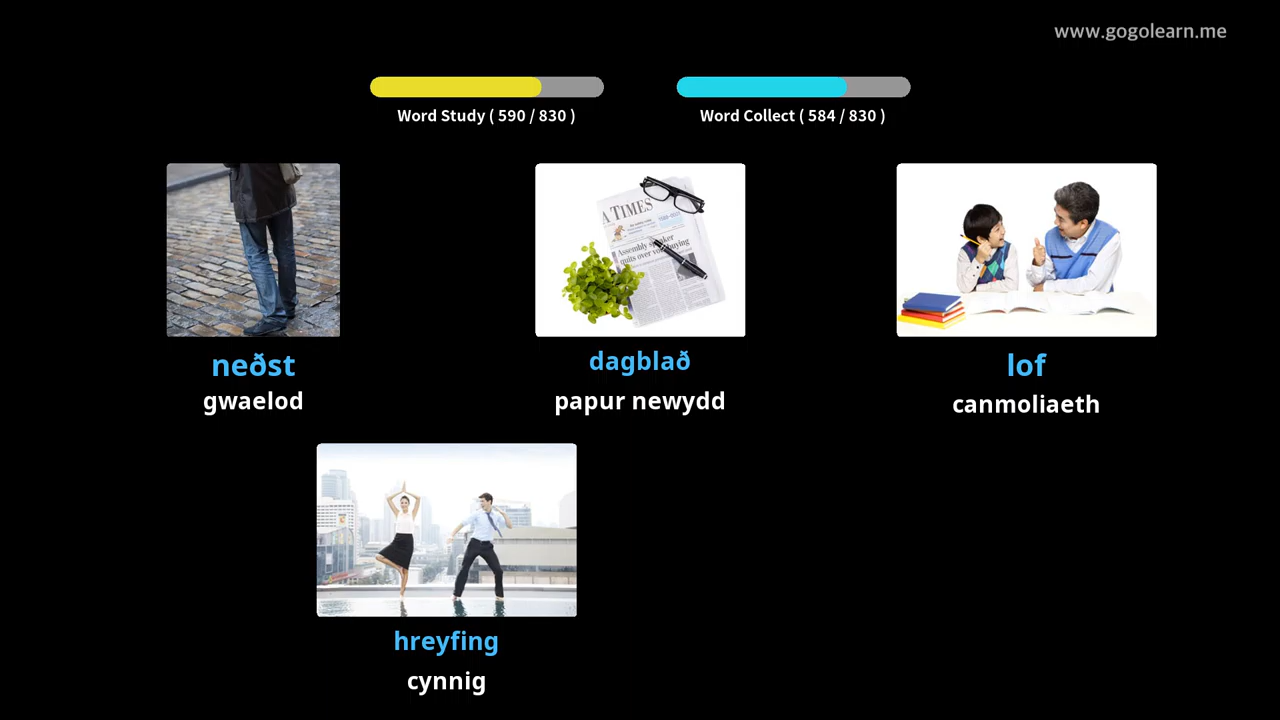 www.gogolearn.me
Word Study ( 590 / 830 )
Word Collect ( 584 / 830 )
A TIMES
neðst
gwaelod
dagblað
papur newydd
lof
canmoliaeth
hreyfing
cynnig